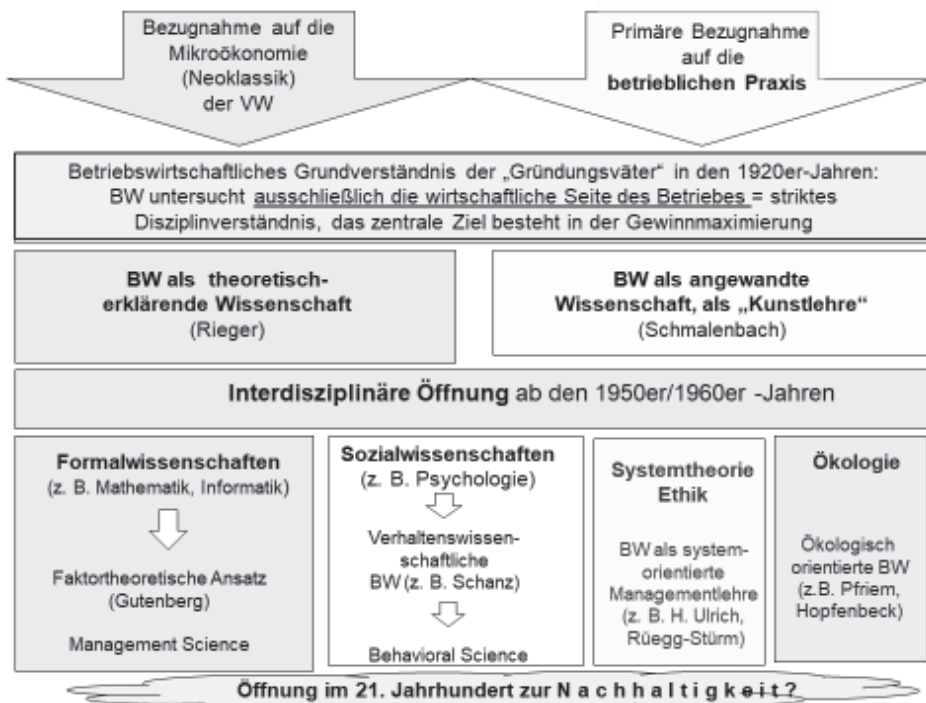 Bezugnahme auf die
Mikroökonomie
(Neoklassik)
der VW
Primäre Bezugnahme
auf die
betrieblichen Praxis
Betriebswirtschaftliches Grundverständnis der „Gründungsväter“ in den 1920er-Jahren:
BW untersucht ausschließlich die wirtschaftliche Seite des Betriebes = striktes
Disziplinverständnis, das zentrale Ziel besteht in der Gewinnmaximierung
BW als theoretisch-
erklärende Wissenschaft
(Rieger)
BW als angewandte
Wissenschaft, als „Kunstlehre“
(Schmalenbach)
Interdisziplinäre Öffnung ab den 1950er/1960er -Jahren
Formalwissenschaften
(z. B. Mathematik, Informatik)
Faktortheoretische Ansatz
(Gutenberg)
Management Science
Sozialwissenschaften
(z. B. Psychologie)
Verhaltenswissen-
schaftliche
BW (z. B. Schanz)
Behavioral Science
Systemtheorie
Ethik
BW als system-
orientierte
Managementlehre
(z. B. H. Ulrich,
Rüegg-Stürm)
Ökologie
Ökologisch
orientierte BW
(z.B. Pfriem,
Hopfenbeck)
Öffnung im 21. Jahrhundert zur N a c h h a l t i g k e i t ?